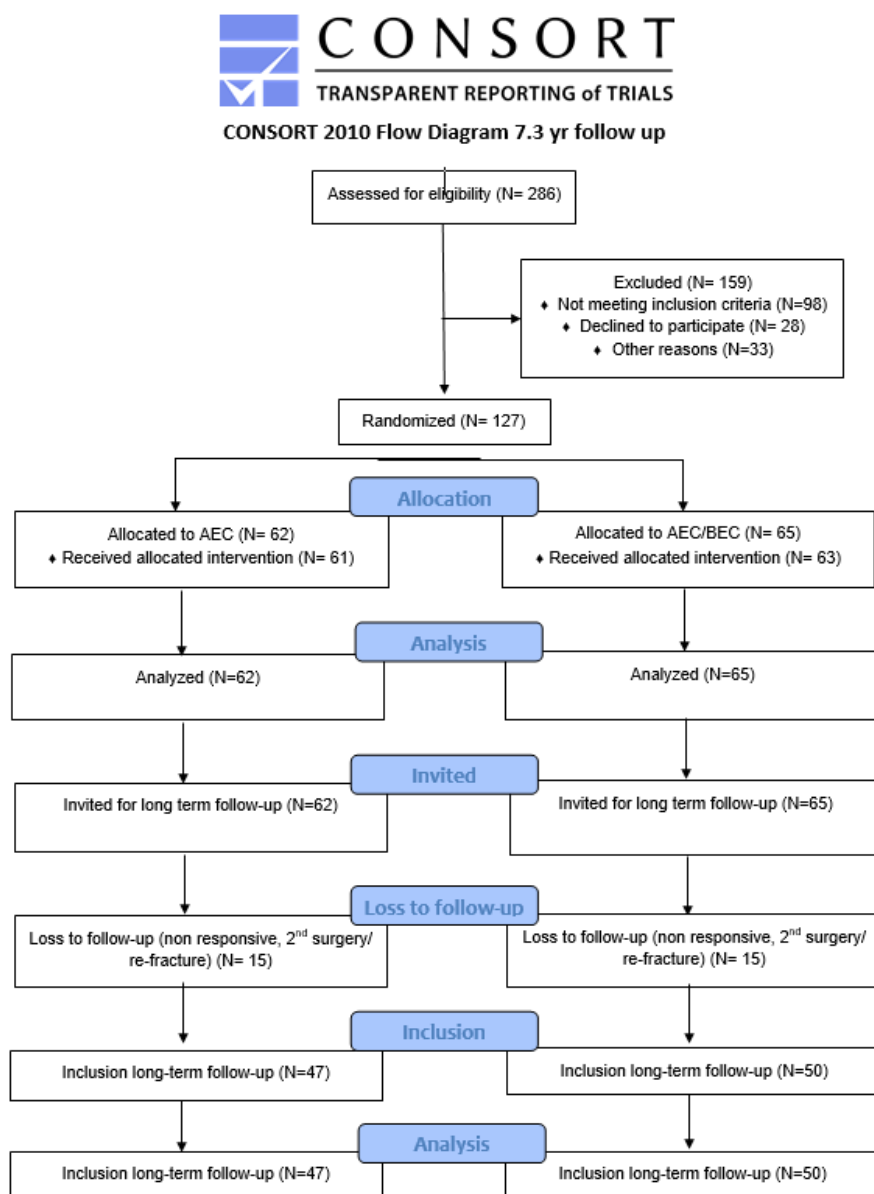 CONSORT
TRANSPARENT REPORTING of TRIALS
CONSORT 2010 Flow Diagram 7.3 yr follow up
Assessed for eligibility (N= 286)
Excluded (N= 159)
♦ Not meeting inclusion criteria (N=98)
♦ Declined to participate (N= 28)
♦ Other reasons (N=33)
Randomized (N= 127)
Allocation
Allocated to AEC (N= 62)
♦ Received allocated intervention (N= 61)
Allocated to AEC/BEC (N= 65)
♦ Received allocated intervention (N= 63)
Analysis
Analyzed (N=62)
Analyzed (N=65)
Invited
Invited for long term follow-up (N=62)
Invited for long term follow-up (N=65)
Loss to follow-up
Loss to follow-up (non responsive, 2nd surgery/
re-fracture) (N= 15)
Loss to follow-up (non responsive, 2nd surgery/
re-fracture) (N= 15)
Inclusion
Inclusion long-term follow-up (N=47)
Inclusion long-term follow-up (N=50)
Analysis
Inclusion long-term follow-up (N=47)
Inclusion long-term follow-up (N=50)